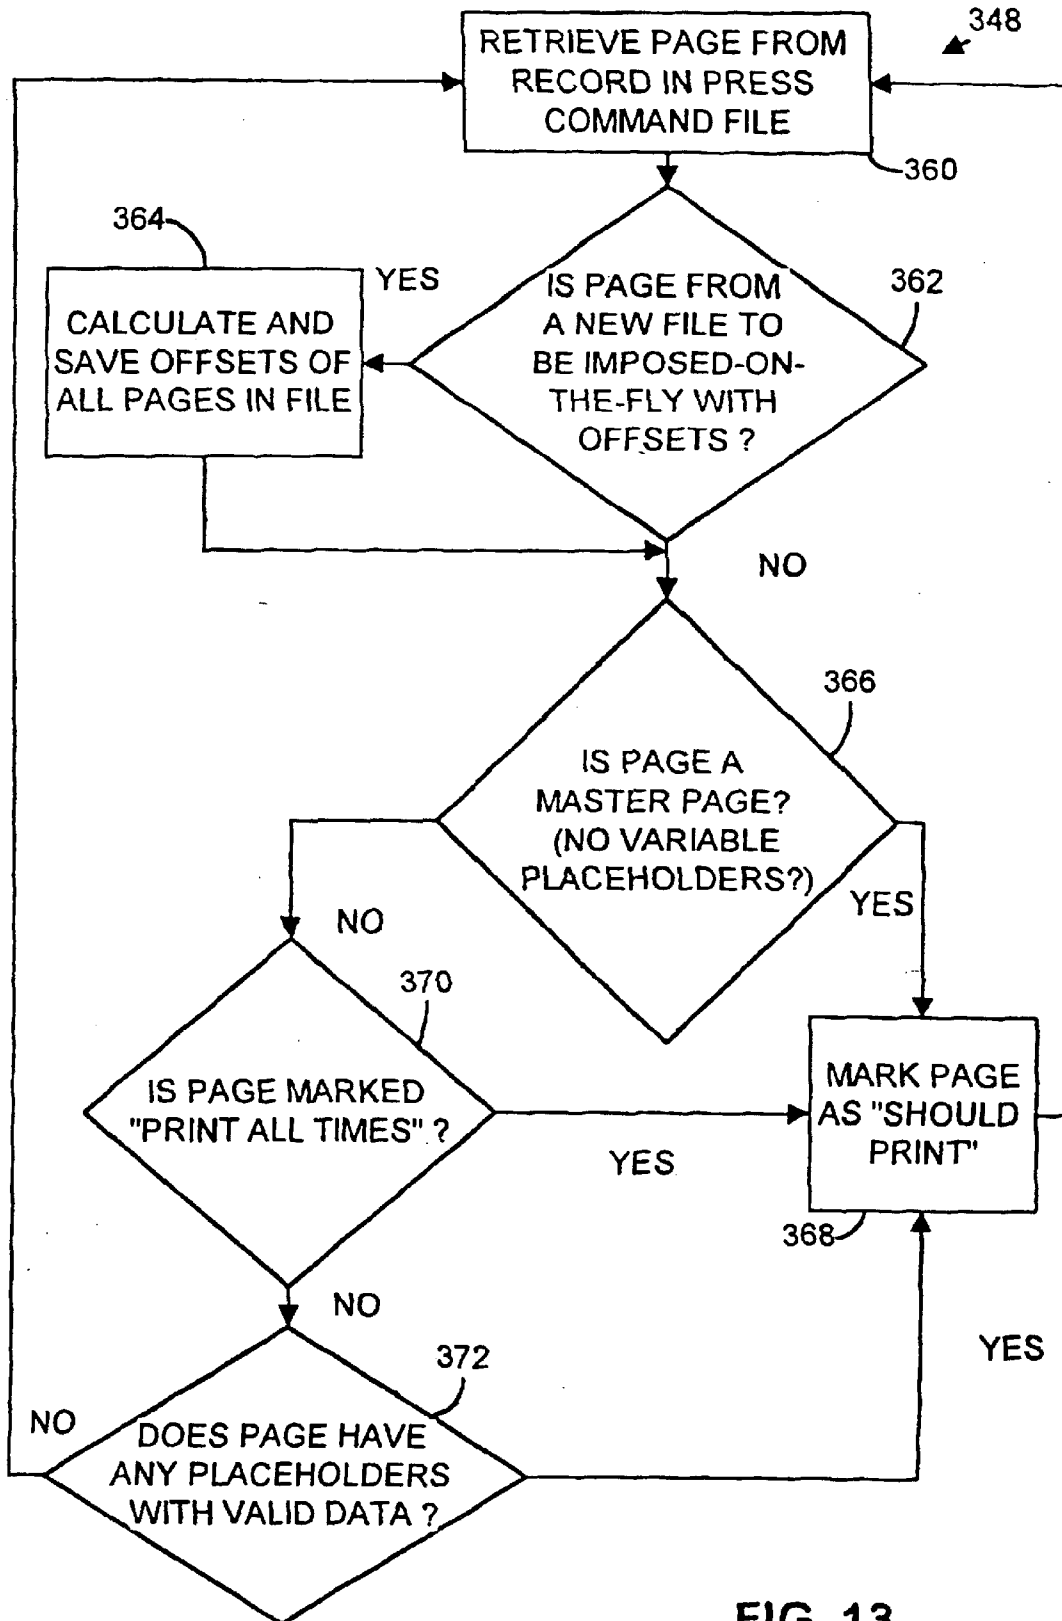 348
RETRIEVE PAGE FROM
RECORD IN PRESS
COMMAND FILE
360
364
YES
CALCULATE AND
SAVE OFFSETS OF
ALL PAGES IN FILE
362
IS PAGE FROM
A NEW FILE TO
BE IMPOSED-ON-
THE-FLY WITH
OFFSETS ?
NO
366
IS PAGE A
MASTER PAGE?
(NO VARIABLE
PLACEHOLDERS?)
YES
NO
370
IS PAGE MARKED
"PRINT ALL TIMES" ?
YES
MARK PAGE
AS "SHOULD
PRINT"
368
NO
372
YES
NO
DOES PAGE HAVE
ANY PLACEHOLDERS
WITH VALID DATA ?
FIG. 13